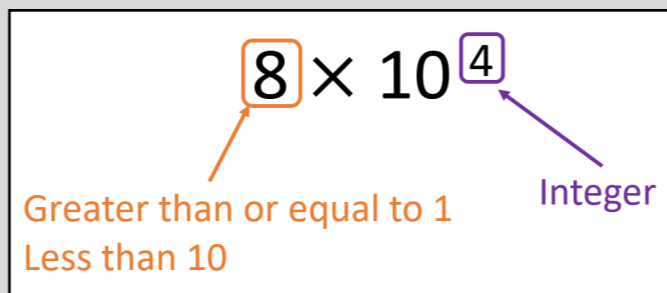 8 × 10⁴
Greater than or equal to 1
Less than 10
Integer